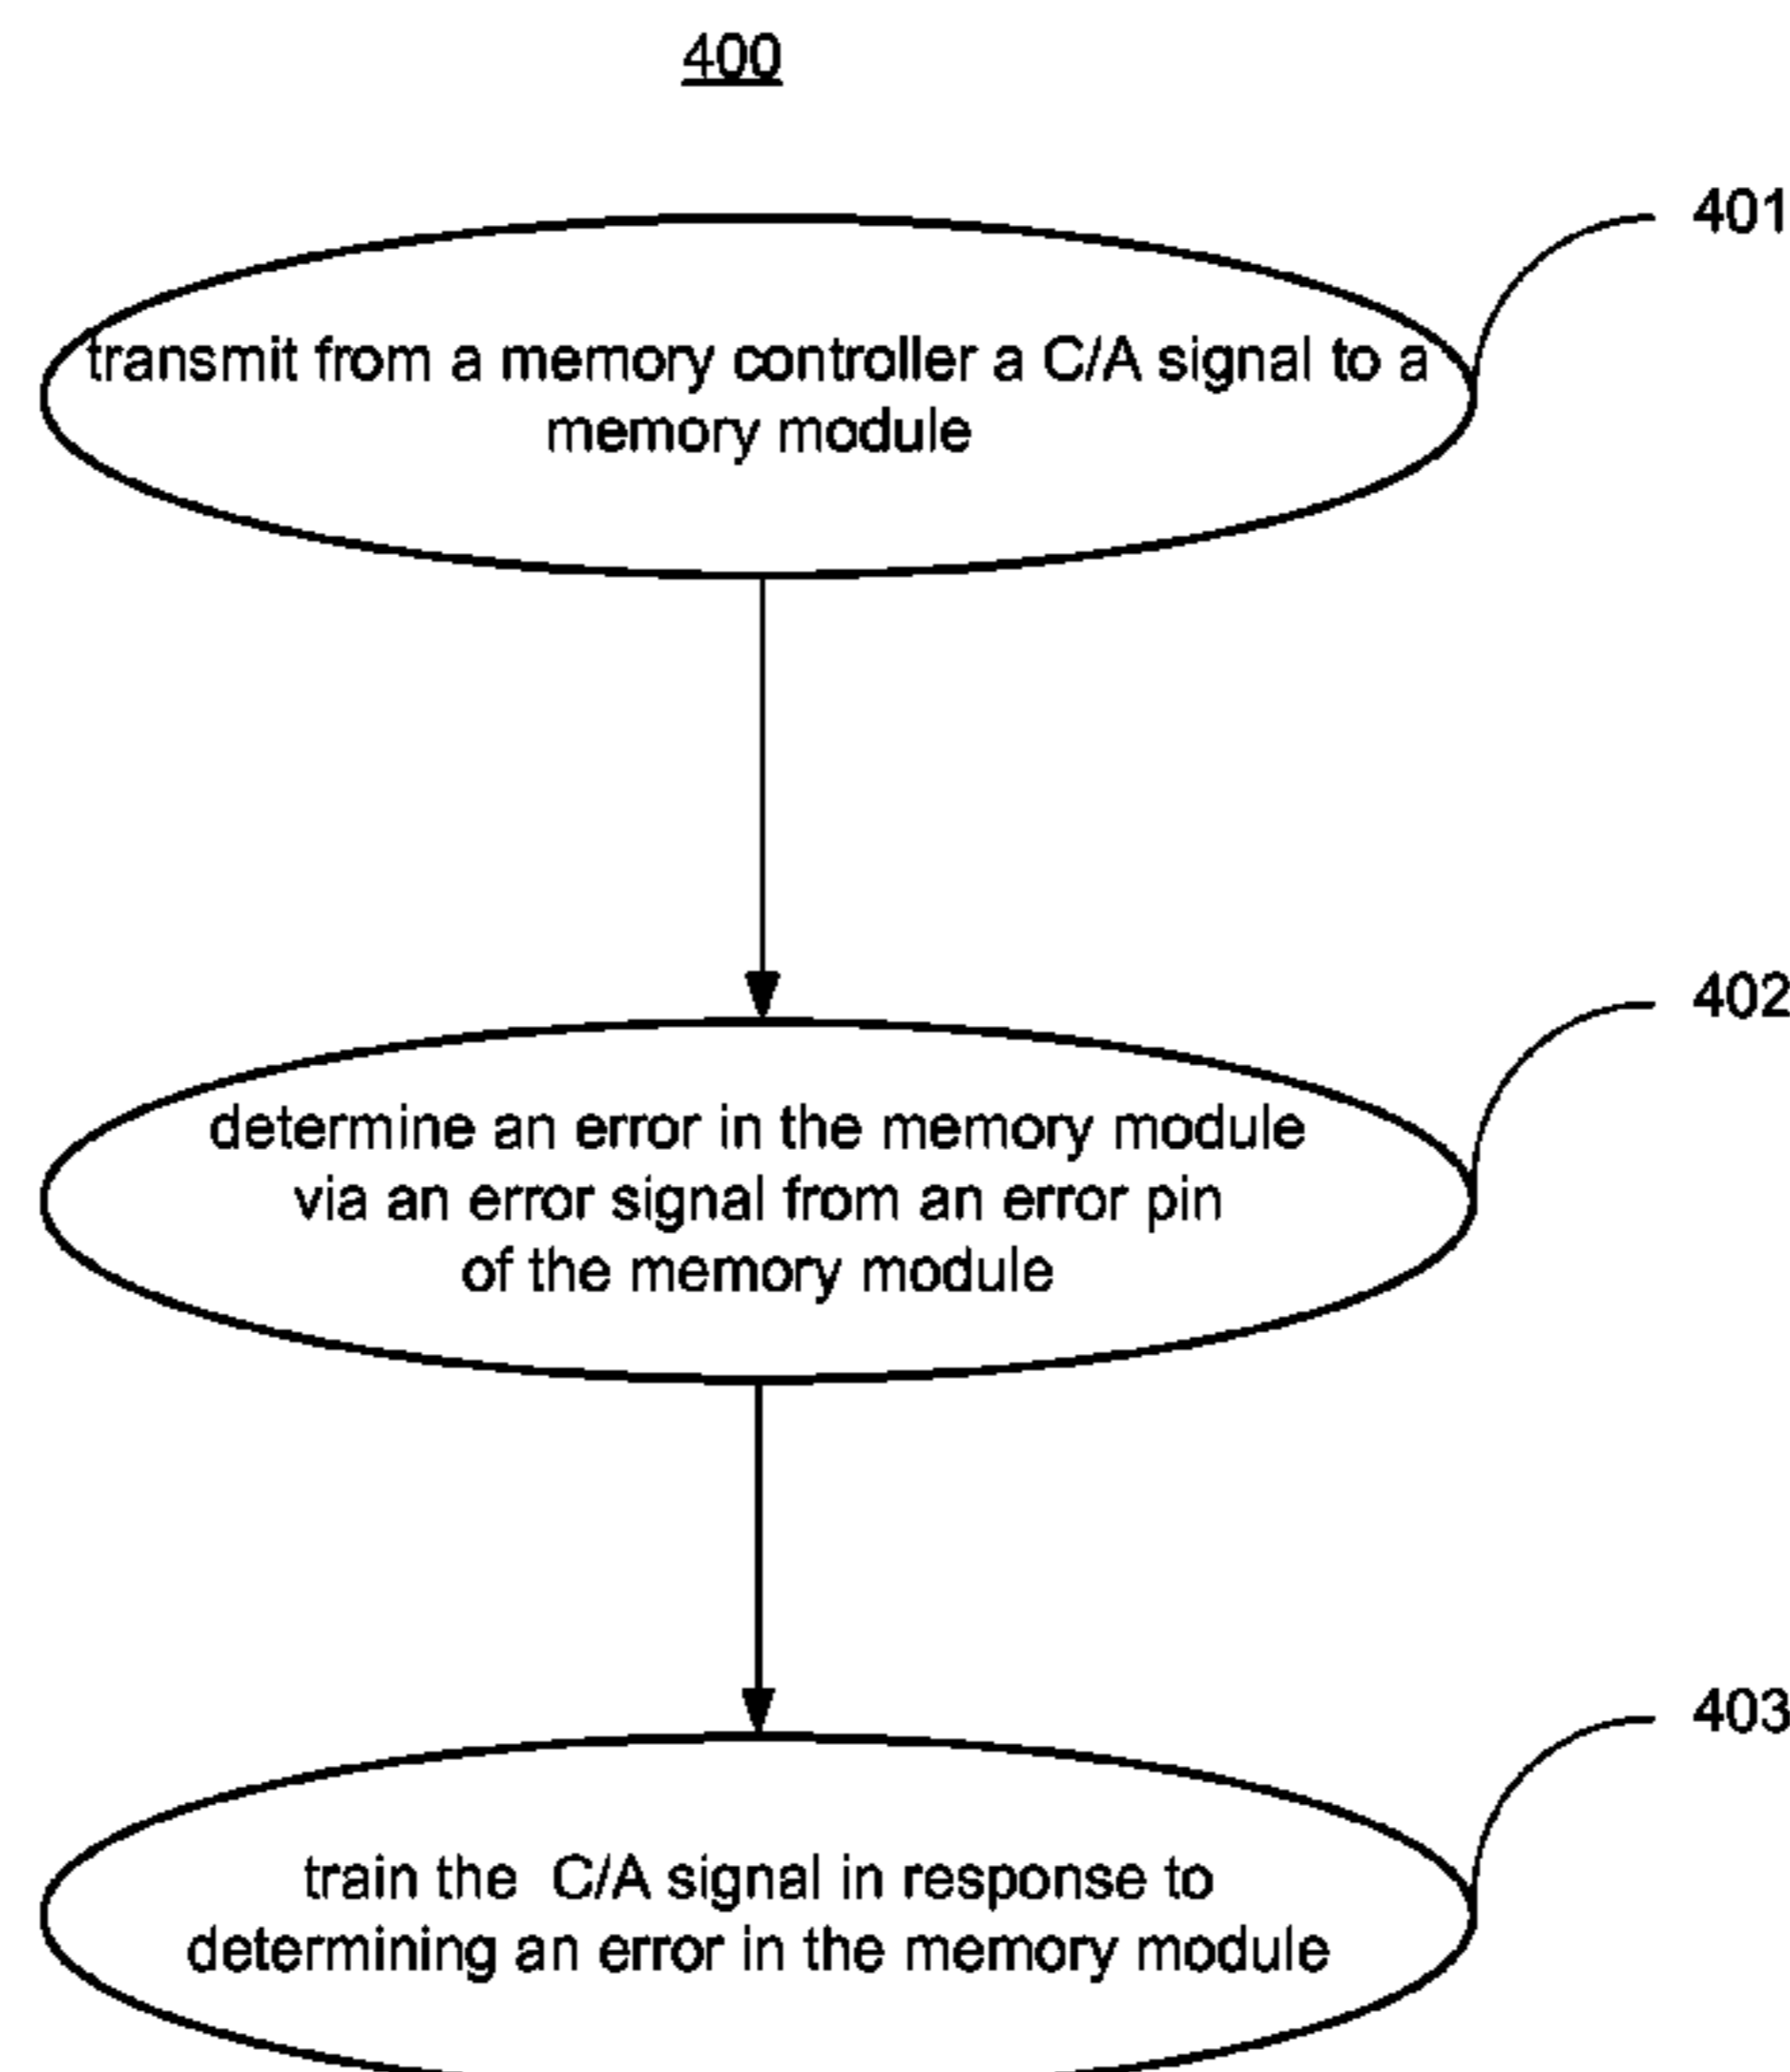 400
401
transmit from a memory controller a C/A signal to a
memory module
402
determine an error in the memory module
via an error signal from an error pin
of the memory module
403
train the C/A signal in response to
determining an error in the memory module